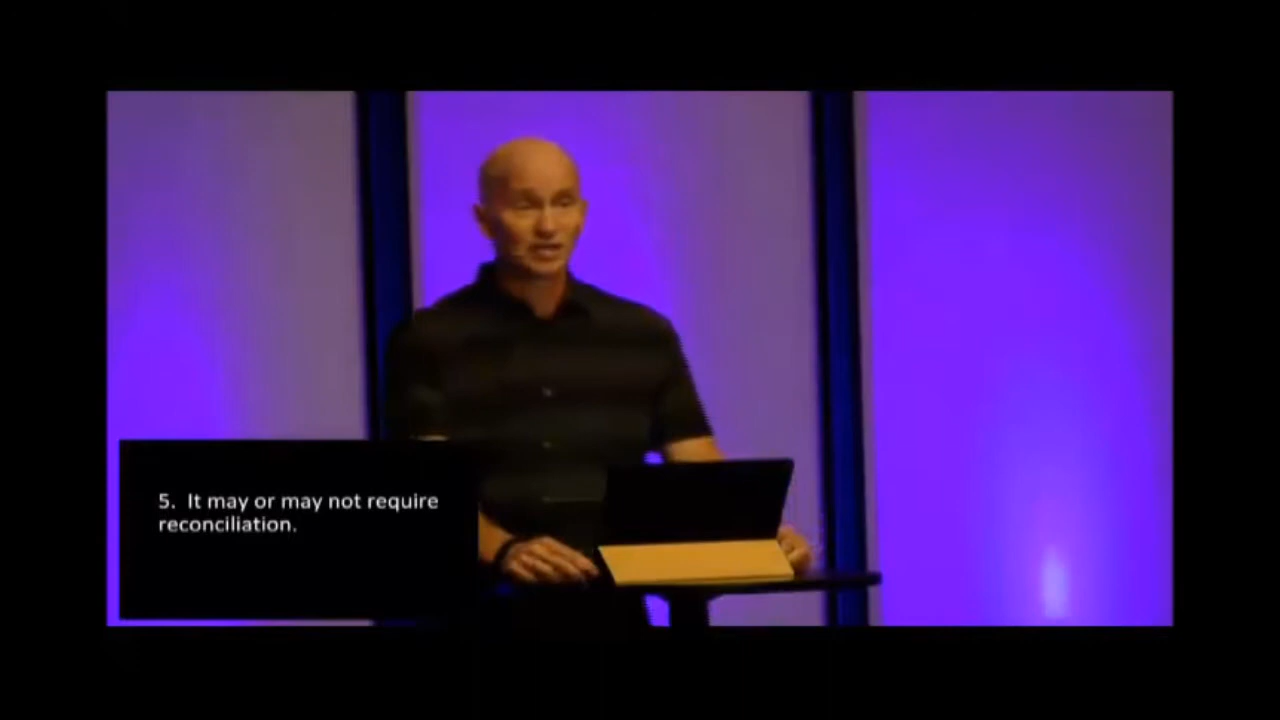 5.  It may or may not require
reconciliation.